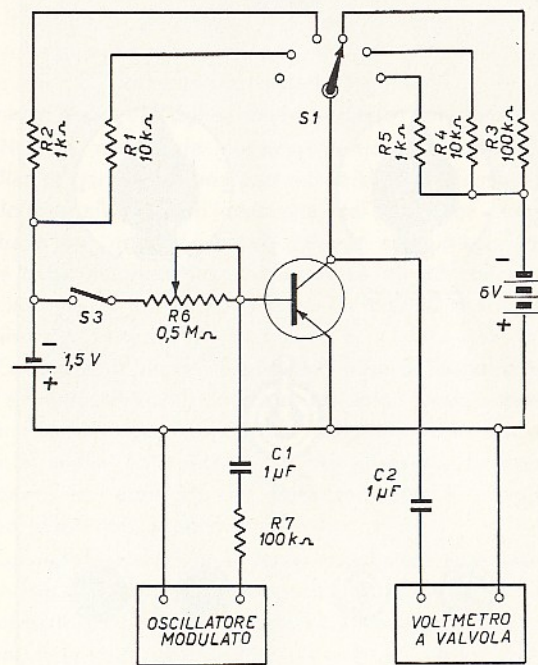 S1
R2
1kΩ
R1
10kΩ
R5
1kΩ
R4
10kΩ
R3
100kΩ
S3
R6
0,5 MΩ
-
1,5 V
+
-
6V
+
C1
1µF
R7
100kΩ
C2
1µF
OSCILLATORE
MODULATO
VOLTMETRO
A VALVOLA